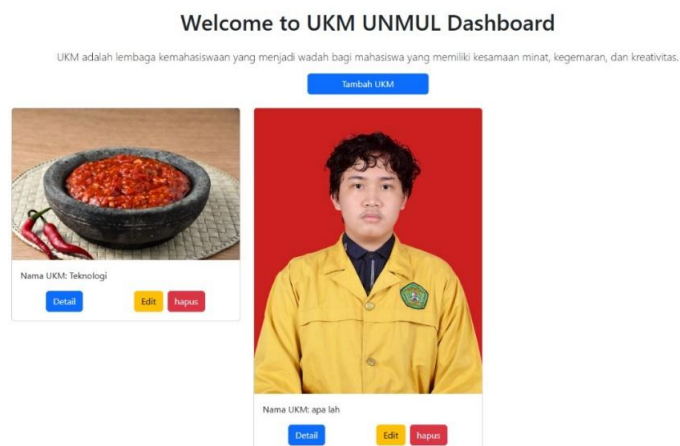 Welcome to UKM UNMUL Dashboard
UKM adalah lembaga kemahasiswaan yang menjadi wadah bagi mahasiswa yang memiliki kesamaan minat, kegemaran, dan kreativitas.
Tambah UKM
Nama UKM: Teknologi
Detail Edit hapus
Nama UKM: apa lah
Detail Edit hapus